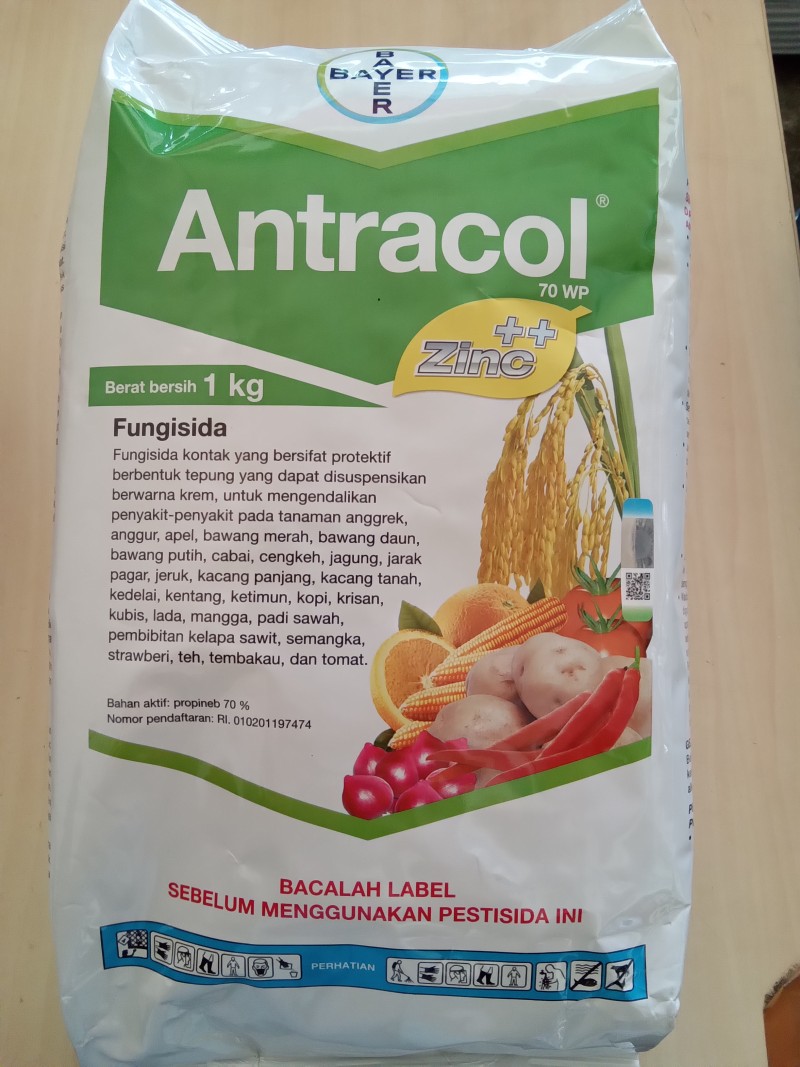 BAYER
BAYER
Antracol®
70 WP
Zinc++
Berat bersih 1 kg
Fungisida
Fungisida kontak yang bersifat protektif
berbentuk tepung yang dapat disuspensikan
berwarna krem, untuk mengendalikan
penyakit-penyakit pada tanaman anggrek,
anggur, apel, bawang merah, bawang daun,
bawang putih, cabai, cengkeh, jagung, jarak
pagar, jeruk, kacang panjang, kacang tanah,
kedelai, kentang, ketimun, kopi, krisan,
kubis, lada, mangga, padi sawah,
pembibitan kelapa sawit, semangka,
strawberi, teh, tembakau, dan tomat.
Bahan aktif: propineb 70 %
Nomor pendaftaran: RI. 010201197474
BACALAH LABEL
SEBELUM MENGGUNAKAN PESTISIDA INI
PERHATIAN